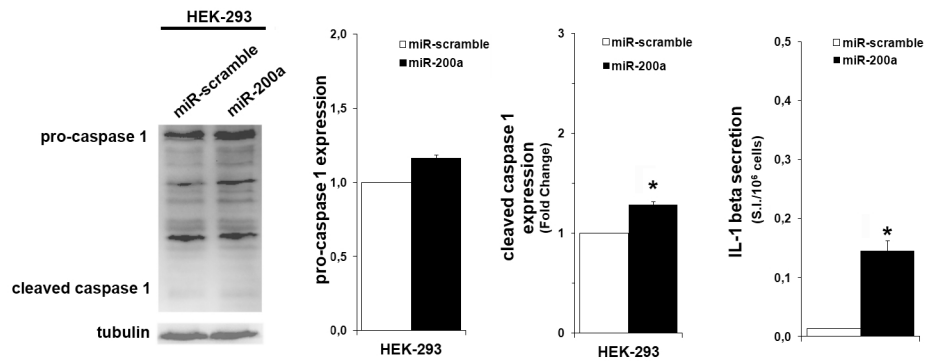 HEK-293
miR-scramble
miR-200a
pro-caspase 1
cleaved caspase 1
tubulin
pro-caspase 1 expression
2,0
1,5
1,0
0,5
0,0
miR-scramble
miR-200a
HEK-293
cleaved caspase 1
expression
(Fold Change)
3
2
1
0
miR-scramble
miR-200a
*
HEK-293
IL-1 beta secretion
(S.I./10⁶ cells)
0,5
0,4
0,3
0,2
0,1
0,0
miR-scramble
miR-200a
*
HEK-293